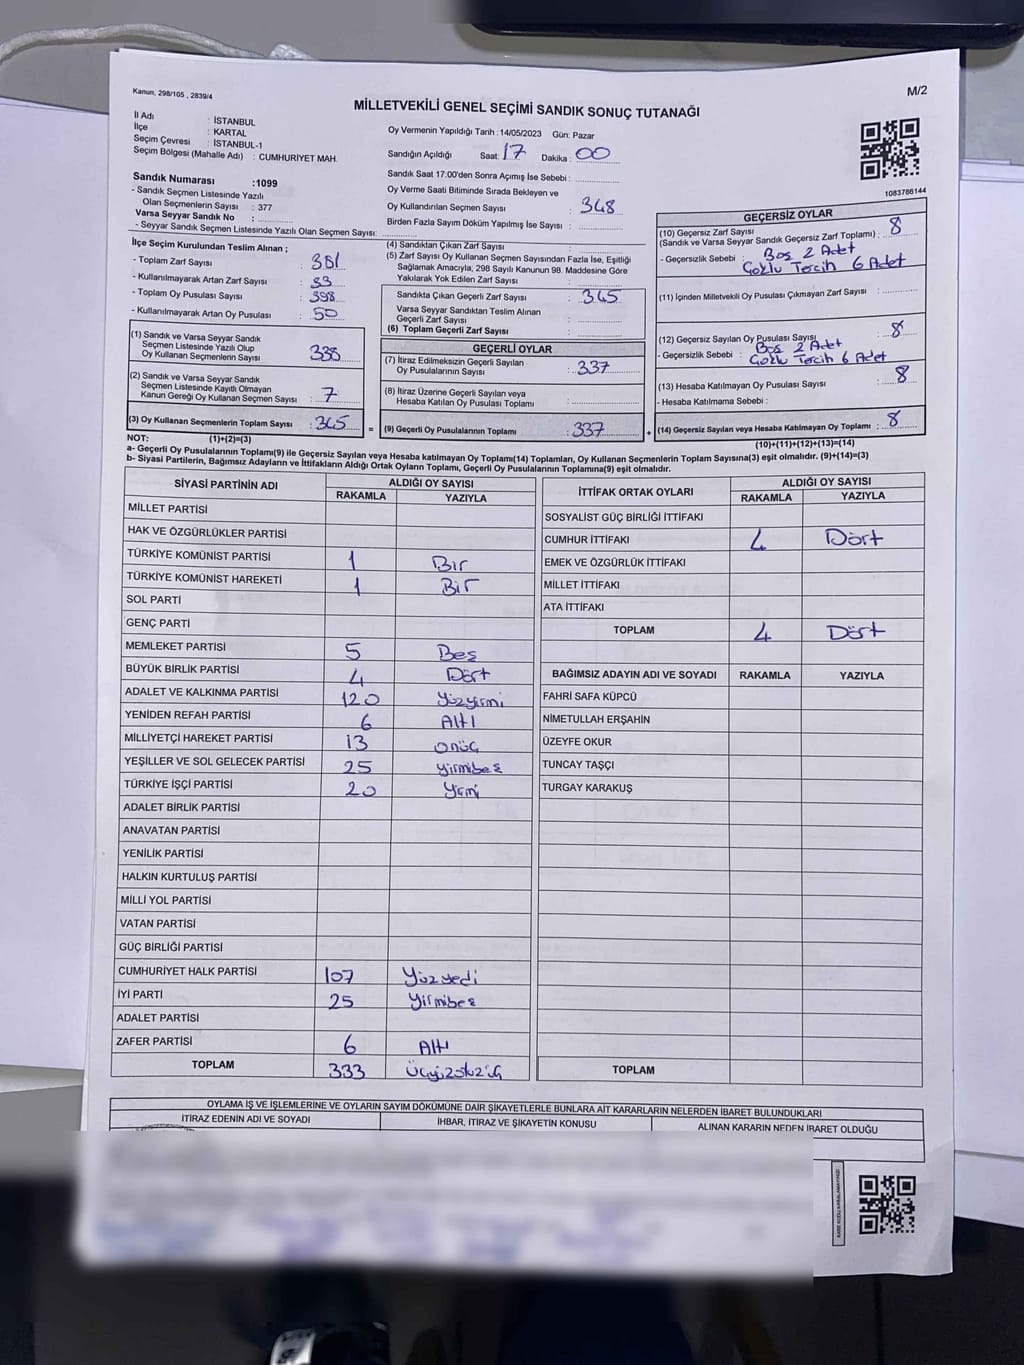 Kanun, 298/105 , 2839/4
M/2
MİLLETVEKİLİ GENEL SEÇİMİ SANDIK SONUÇ TUTANAĞI
İl Adı : İSTANBUL
İlçe : KARTAL
Seçim Çevresi : İSTANBUL-1
Seçim Bölgesi (Mahalle Adı) : CUMHURİYET MAH.
Sandık Numarası :1099
- Sandık Seçmen Listesinde Yazılı
Olan Seçmenlerin Sayısı : 377
Varsa Seyyar Sandık No :
- Seyyar Sandık Seçmen Listesinde Yazılı Olan Seçmen Sayısı:
Oy Vermenin Yapıldığı Tarih :14/05/2023 Gün: Pazar
Sandığın Açıldığı Saat: 17 Dakika : 00
Sandık Saat 17:00'den Sonra Açımış İse Sebebi :
Oy Verme Saati Bitiminde Sırada Bekleyen ve
Oy Kullandırılan Seçmen Sayısı : 348
Birden Fazla Sayım Döküm Yapılmış İse Sayısı :
1083786144
İlçe Seçim Kurulundan Teslim Alınan ;
- Toplam Zarf Sayısı : 381
- Kullanılmayarak Artan Zarf Sayısı : 33
- Toplam Oy Pusulası Sayısı : 398
- Kullanılmayarak Artan Oy Pusulası : 50
(1) Sandık ve Varsa Seyyar Sandık
Seçmen Listesinde Yazılı Olup
Oy Kullanan Seçmenlerin Sayısı : 338
(2) Sandık ve Varsa Seyyar Sandık
Seçmen Listesinde Kayıtlı Olmayan
Kanun Gereği Oy Kullanan Seçmen Sayısı : 7
(3) Oy Kullanan Seçmenlerin Toplam Sayısı : 345
(4) Sandıktan Çıkan Zarf Sayısı :
(5) Zarf Sayısı Oy Kullanan Seçmen Sayısından Fazla İse, Eşitliği
Sağlamak Amacıyla; 298 Sayılı Kanunun 98. Maddesine Göre
Yakılarak Yok Edilen Zarf Sayısı :
Sandıkta Çıkan Geçerli Zarf Sayısı : 345
Varsa Seyyar Sandıktan Teslim Alınan
Geçerli Zarf Sayısı :
(6) Toplam Geçerli Zarf Sayısı :
GEÇERLİ OYLAR
(7) İtiraz Edilmeksizin Geçerli Sayılan
Oy Pusulalarının Sayısı : 337
(8) İtiraz Üzerine Geçerli Sayılan veya
Hesaba Katılan Oy Pusulası Toplamı :
= (9) Geçerli Oy Pusulalarının Toplamı : 337 +
GEÇERSİZ OYLAR
(10) Geçersiz Zarf Sayısı
(Sandık ve Varsa Seyyar Sandık Geçersiz Zarf Toplamı) : 8
- Geçersizlik Sebebi : Boş 2 Adet
Çoklu Tercih 6 Adet
(11) İçinden Milletvekili Oy Pusulası Çıkmayan Zarf Sayısı :
(12) Geçersiz Sayılan Oy Pusulası Sayısı : 8
- Geçersizlik Sebebi : Boş 2 Adet
Çoklu Tercih 6 Adet
(13) Hesaba Katılmayan Oy Pusulası Sayısı : 8
- Hesaba Katılmama Sebebi :
(14) Geçersiz Sayılan veya Hesaba Katılmayan Oy Toplamı : 8
NOT: (1)+(2)=(3)
(10)+(11)+(12)+(13)=(14)
a- Geçerli Oy Pusulalarının Toplamı(9) ile Geçersiz Sayılan veya Hesaba katılmayan Oy Toplamı(14) Toplamları, Oy Kullanan Seçmenlerin Toplam Sayısına(3) eşit olmalıdır. (9)+(14)=(3)
b- Siyasi Partilerin, Bağımsız Adayların ve İttifakların Aldığı Ortak Oyların Toplamı, Geçerli Oy Pusulalarının Toplamına(9) eşit olmalıdır.
SİYASİ PARTİNİN ADI ALDIĞI OY SAYISI
RAKAMLA YAZIYLA
MİLLET PARTİSİ
HAK VE ÖZGÜRLÜKLER PARTİSİ
TÜRKİYE KOMÜNİST PARTİSİ 1 Bir
TÜRKİYE KOMÜNİST HAREKETİ 1 Bir
SOL PARTİ
GENÇ PARTİ
MEMLEKET PARTİSİ 5 Beş
BÜYÜK BİRLİK PARTİSİ 4 Dört
ADALET VE KALKINMA PARTİSİ 120 Yüzyirmi
YENİDEN REFAH PARTİSİ 6 Altı
MİLLİYETÇİ HAREKET PARTİSİ 13 onüç
YEŞİLLER VE SOL GELECEK PARTİSİ 25 yirmibeş
TÜRKİYE İŞÇİ PARTİSİ 20 Yirmi
ADALET BİRLİK PARTİSİ
ANAVATAN PARTİSİ
YENİLİK PARTİSİ
HALKIN KURTULUŞ PARTİSİ
MİLLİ YOL PARTİSİ
VATAN PARTİSİ
GÜÇ BİRLİĞİ PARTİSİ
CUMHURİYET HALK PARTİSİ 107 Yüzyedi
İYİ PARTİ 25 Yirmibeş
ADALET PARTİSİ
ZAFER PARTİSİ 6 Altı
TOPLAM 333
İTTİFAK ORTAK OYLARI ALDIĞI OY SAYISI
RAKAMLA YAZIYLA
SOSYALİST GÜÇ BİRLİĞİ İTTİFAKI
CUMHUR İTTİFAKI 4 Dört
EMEK VE ÖZGÜRLÜK İTTİFAKI
MİLLET İTTİFAKI
ATA İTTİFAKI
TOPLAM 4 Dört
BAĞIMSIZ ADAYIN ADI VE SOYADI RAKAMLA YAZIYLA
FAHRİ SAFA KÜPCÜ
NİMETULLAH ERŞAHİN
ÜZEYFE OKUR
TUNCAY TAŞÇI
TURGAY KARAKUŞ
TOPLAM
OYLAMA İŞ VE İŞLEMLERİNE VE OYLARIN SAYIM DÖKÜMÜNE DAİR ŞİKAYETLERLE BUNLARA AİT KARARLARIN NELERDEN İBARET BULUNDUKLARI
İTİRAZ EDENİN ADI VE SOYADI İHBAR, İTİRAZ VE ŞİKAYETİN KONUSU ALINAN KARARIN NEDEN İBARET OLDUĞU